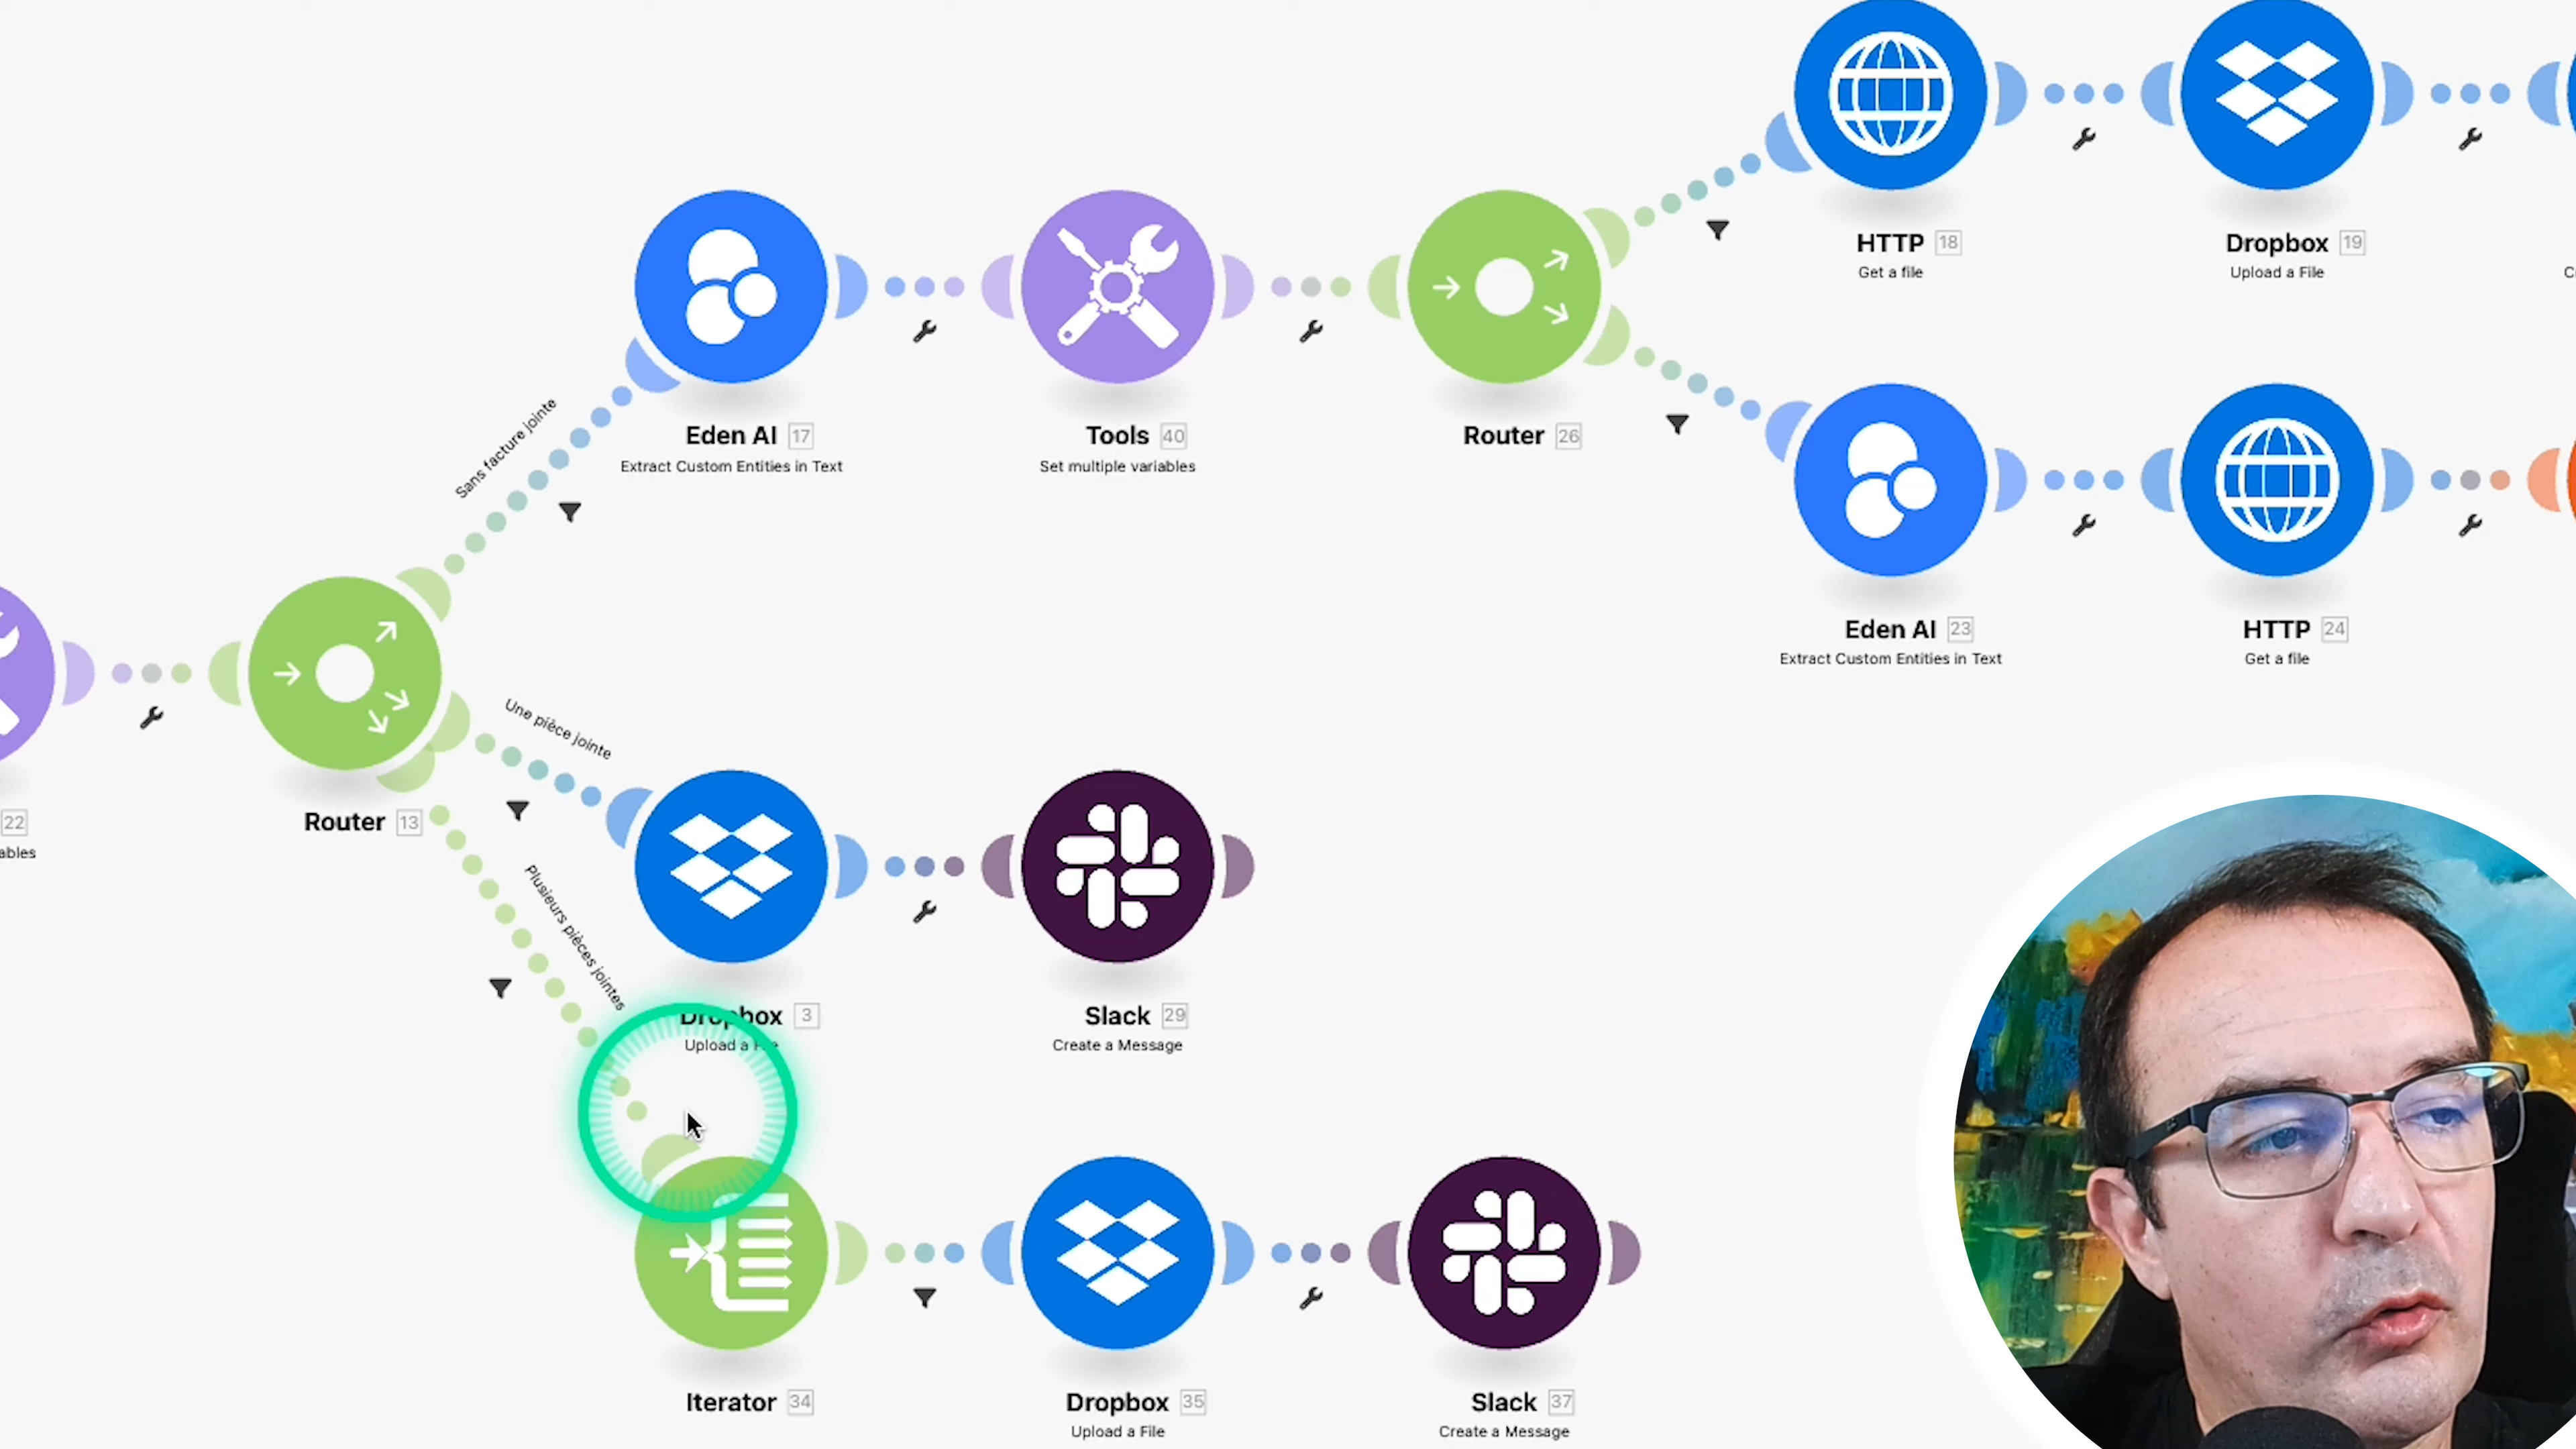 HTTP 18
Get a file
Dropbox 19
Upload a File
C
Sans facture jointe
Eden AI 17
Extract Custom Entities in Text
Tools 40
Set multiple variables
Router 26
Eden AI 23
Extract Custom Entities in Text
HTTP 24
Get a file
22
ables
Router 13
Une pièce jointe
Plusieurs pièces jointes
Dropbox 3
Upload a File
Slack 29
Create a Message
Iterator 34
Dropbox 35
Upload a File
Slack 37
Create a Message